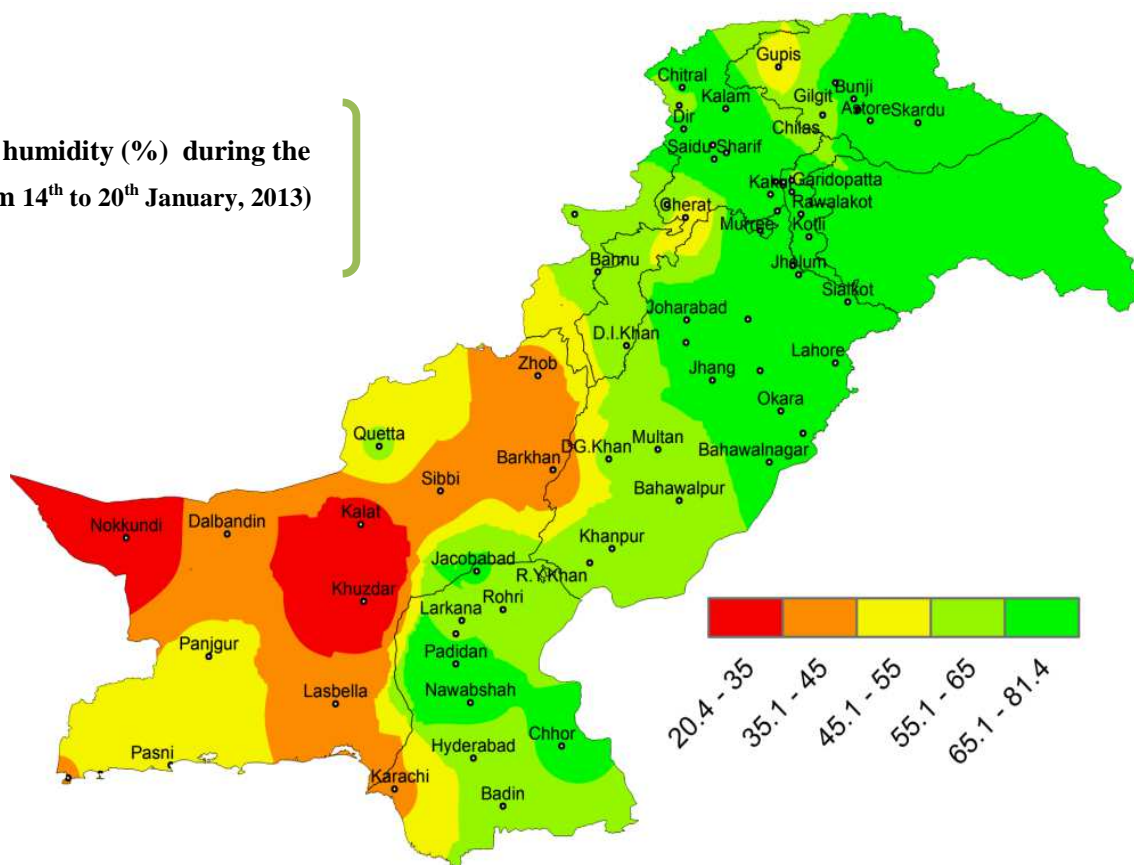 humidity (%) during the
14th to 20th January, 2013)
Gupis
Chitral
Bunji
Kalam
Gilgit
Astore Skardu
Dir
Chilas
Saidu Sharif
Garidopatta
Cherat
Rawalakot
Murree
Kotli
Bannu
Jhelum
Sialkot
Joharabad
D.I.Khan
Lahore
Zhob
Jhang
Okara
Quetta
DG.Khan
Multan
Barkhan
Bahawalnagar
Sibbi
Bahawalpur
Nokkundi
Dalbandin
Kalat
Khanpur
Jacobabad
R.Y.Khan
Khuzdar
Rohri
Larkana
Panjgur
Padidan
Lasbella
Nawabshah
Chhor
Pasni
Hyderabad
Karachi
Badin
20.4 - 35
35.1 - 45
45.1 - 55
55.1 - 65
65.1 - 81.4